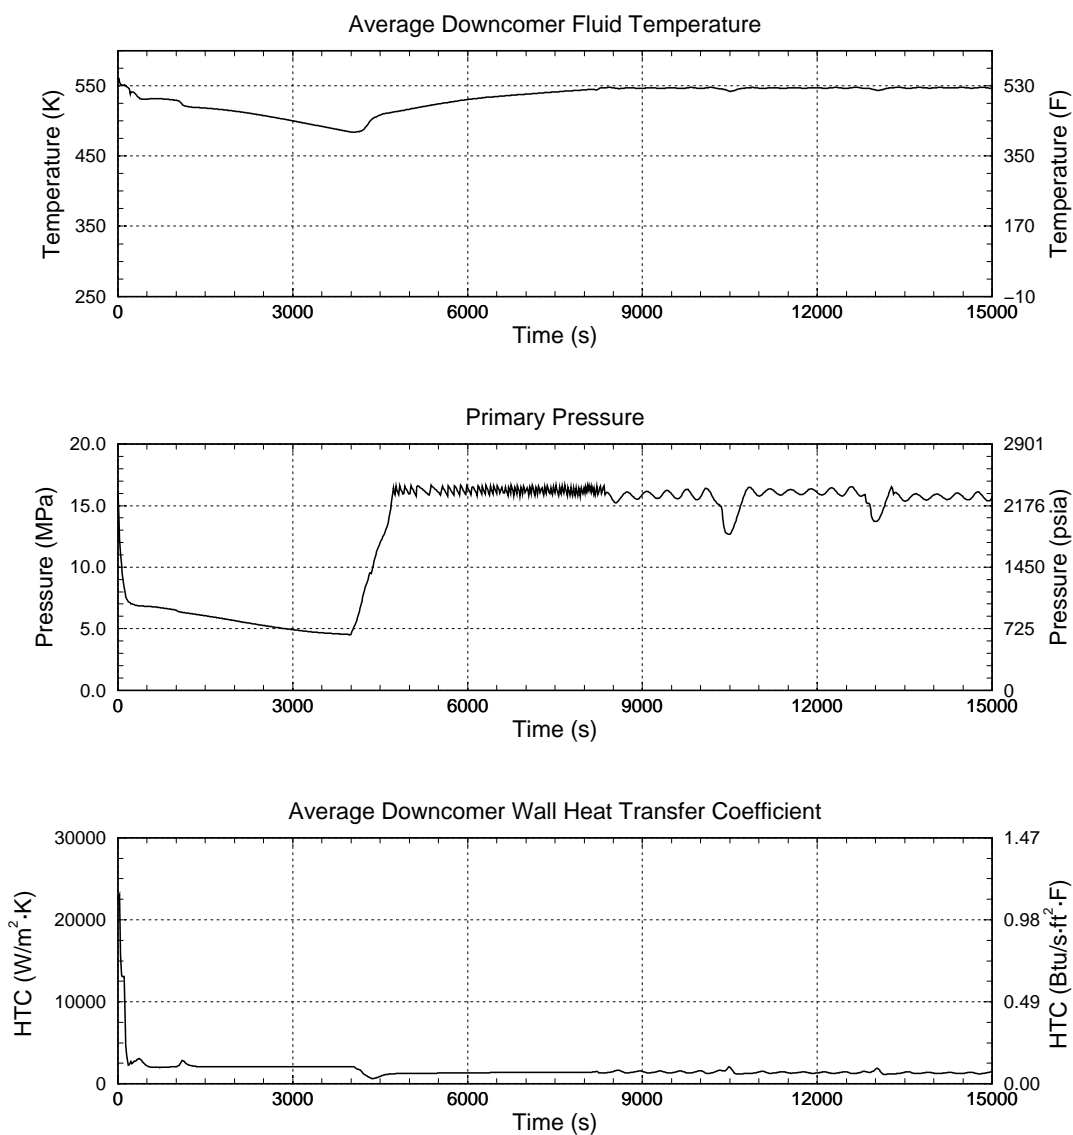 Average Downcomer Fluid Temperature
Temperature (K)
550
450
350
250
530
350
170
−10
Temperature (F)
0 3000 6000 9000 12000 15000
Time (s)
Primary Pressure
Pressure (MPa)
20.0
15.0
10.0
5.0
0.0
2901
2176
1450
725
0
Pressure (psia)
0 3000 6000 9000 12000 15000
Time (s)
Average Downcomer Wall Heat Transfer Coefficient
HTC (W/m²·K)
30000
20000
10000
0
1.47
0.98
0.49
0.00
HTC (Btu/s·ft²·F)
0 3000 6000 9000 12000 15000
Time (s)